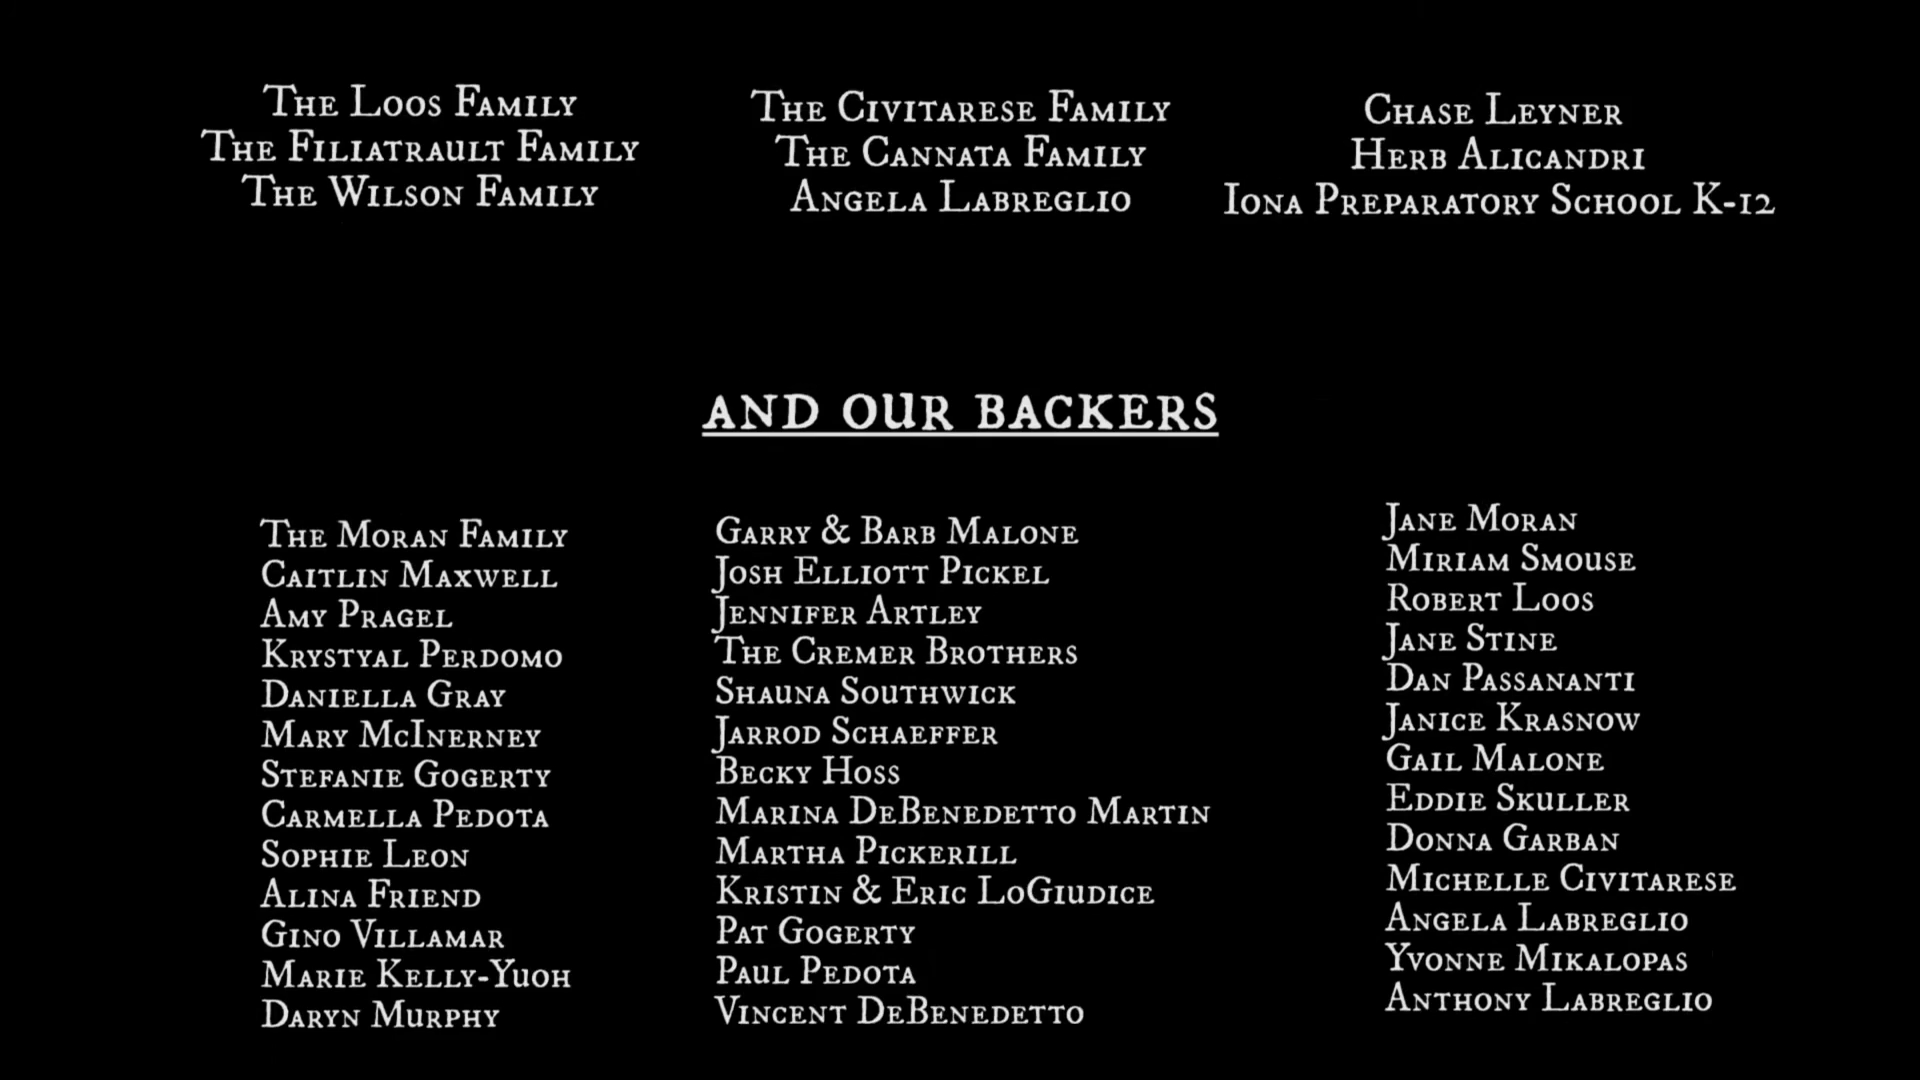 The Loos Family
The Filiatrault Family
The Wilson Family
The Civitarese Family
The Cannata Family
Angela Labreglio
Chase Leyner
Herb Alicandri
Iona Preparatory School K-12
AND OUR BACKERS
The Moran Family
Caitlin Maxwell
Amy Pragel
Krystyal Perdomo
Daniella Gray
Mary McInerney
Stefanie Gogerty
Carmella Pedota
Sophie Leon
Alina Friend
Gino Villamar
Marie Kelly-Yuoh
Daryn Murphy
Garry & Barb Malone
Josh Elliott Pickel
Jennifer Artley
The Cremer Brothers
Shauna Southwick
Jarrod Schaeffer
Becky Hoss
Marina DeBenedetto Martin
Martha Pickerill
Kristin & Eric LoGiudice
Pat Gogerty
Paul Pedota
Vincent DeBenedetto
Jane Moran
Miriam Smouse
Robert Loos
Jane Stine
Dan Passananti
Janice Krasnow
Gail Malone
Eddie Skuller
Donna Garban
Michelle Civitarese
Angela Labreglio
Yvonne Mikalopas
Anthony Labreglio